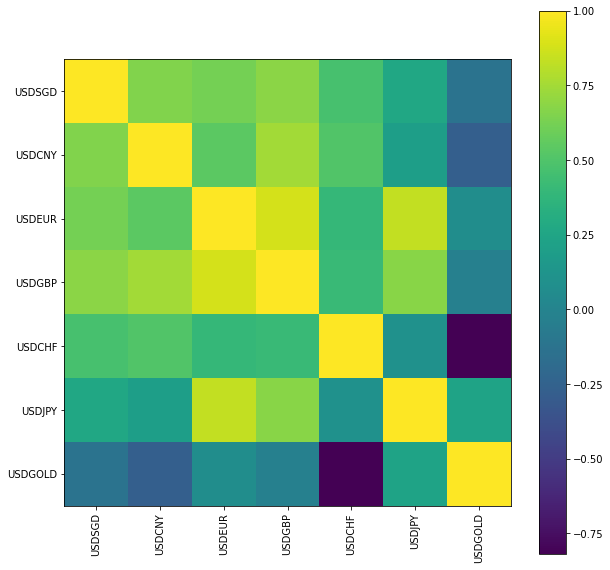 USDSGD
USDCNY
USDEUR
USDGBP
USDCHF
USDJPY
USDGOLD
USDSGD
USDCNY
USDEUR
USDGBP
USDCHF
USDJPY
USDGOLD
1.00
0.75
0.50
0.25
0.00
−0.25
−0.50
−0.75